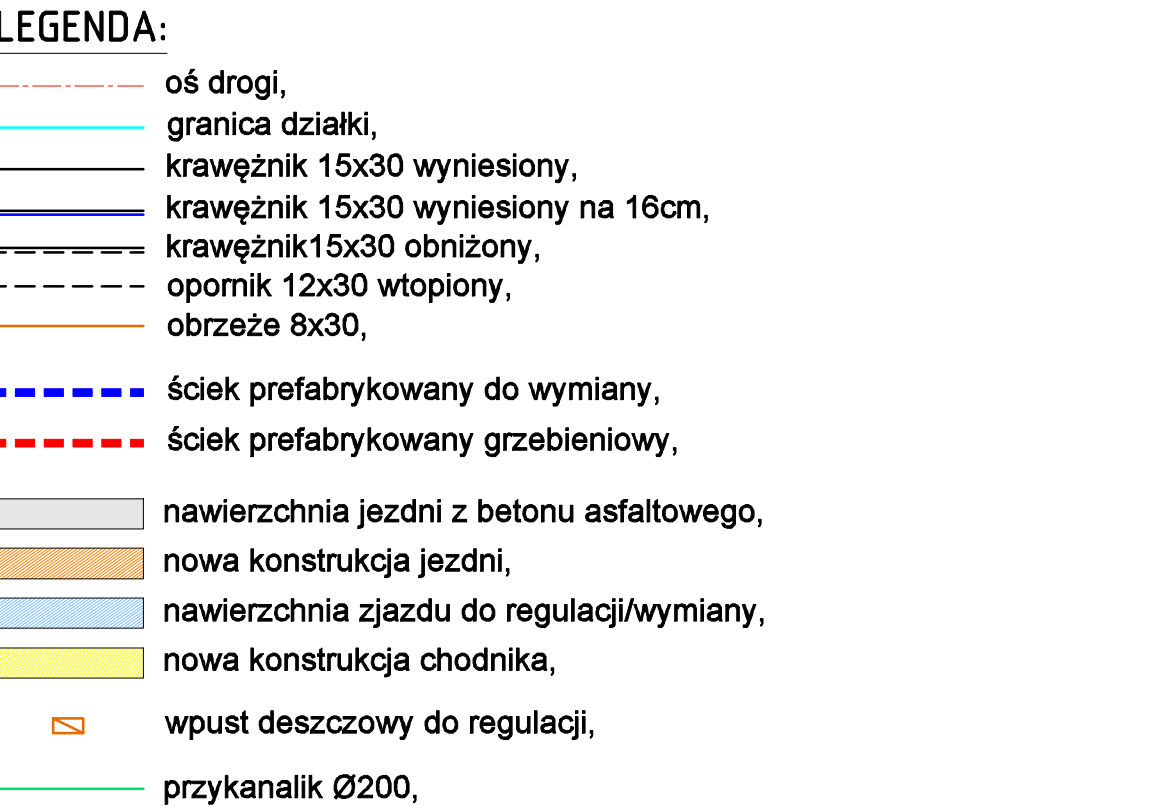 LEGENDA:
oś drogi,
granica działki,
krawężnik 15x30 wyniesiony,
krawężnik 15x30 wyniesiony na 16cm,
krawężnik15x30 obniżony,
opornik 12x30 wtopiony,
obrzeże 8x30,
ściek prefabrykowany do wymiany,
ściek prefabrykowany grzebieniowy,
nawierzchnia jezdni z betonu asfaltowego,
nowa konstrukcja jezdni,
nawierzchnia zjazdu do regulacji/wymiany,
nowa konstrukcja chodnika,
wpust deszczowy do regulacji,
przykanalik Ø200,